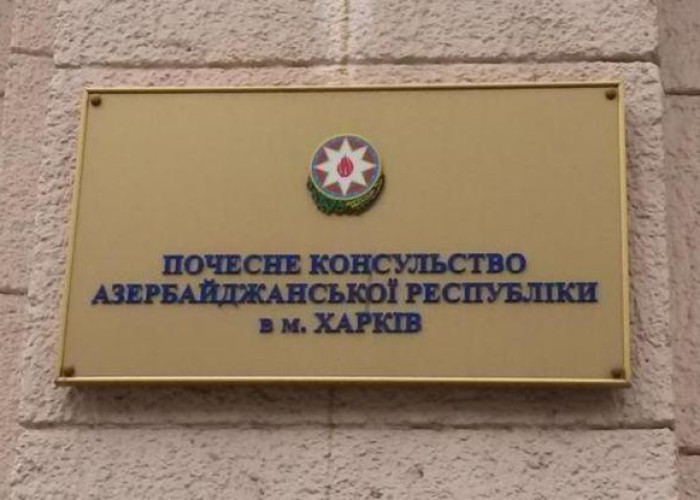 ПОЧЕСНЕ КОНСУЛЬСТВО
АЗЕРБАЙДЖАНСЬКОЇ РЕСПУБЛІКИ
в м. ХАРКІВ